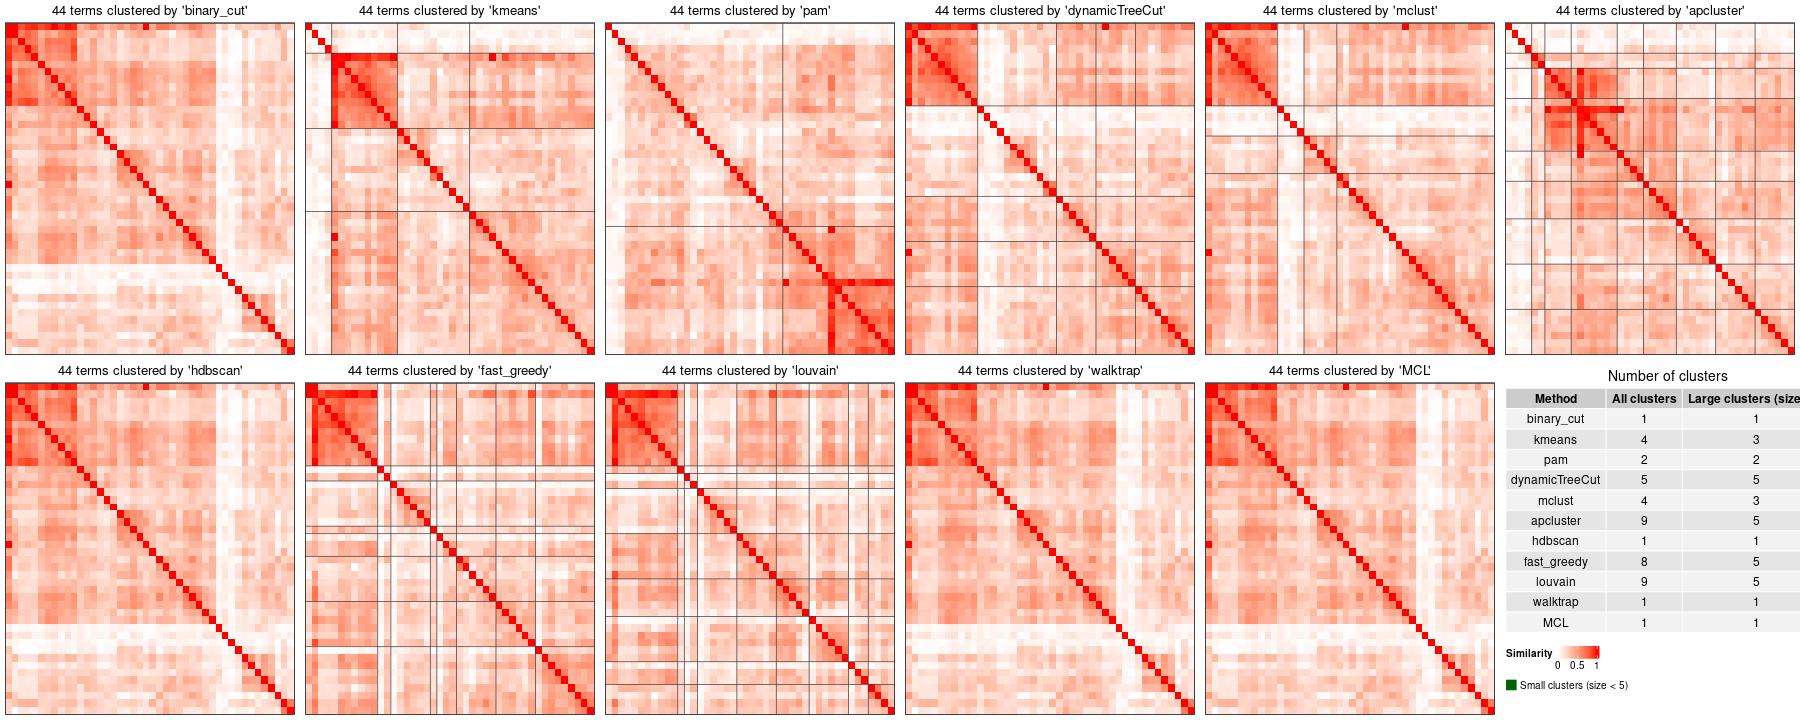 44 terms clustered by 'binary_cut'
44 terms clustered by 'kmeans'
44 terms clustered by 'pam'
44 terms clustered by 'dynamicTreeCut'
44 terms clustered by 'mclust'
44 terms clustered by 'apcluster'
44 terms clustered by 'hdbscan'
44 terms clustered by 'fast_greedy'
44 terms clustered by 'louvain'
44 terms clustered by 'walktrap'
44 terms clustered by 'MCL'
Number of clusters
Method All clusters Large clusters (size
binary_cut 1 1
kmeans 4 3
pam 2 2
dynamicTreeCut 5 5
mclust 4 3
apcluster 9 5
hdbscan 1 1
fast_greedy 8 5
louvain 9 5
walktrap 1 1
MCL 1 1
Similarity
0 0.5 1
Small clusters (size < 5)